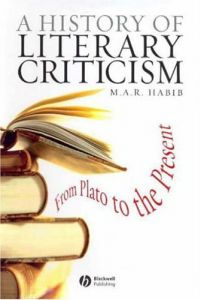 A HISTORY OF
LITERARY
CRITICISM
M.A.R. HABIB
From Plato to the Present
Blackwell
Publishing